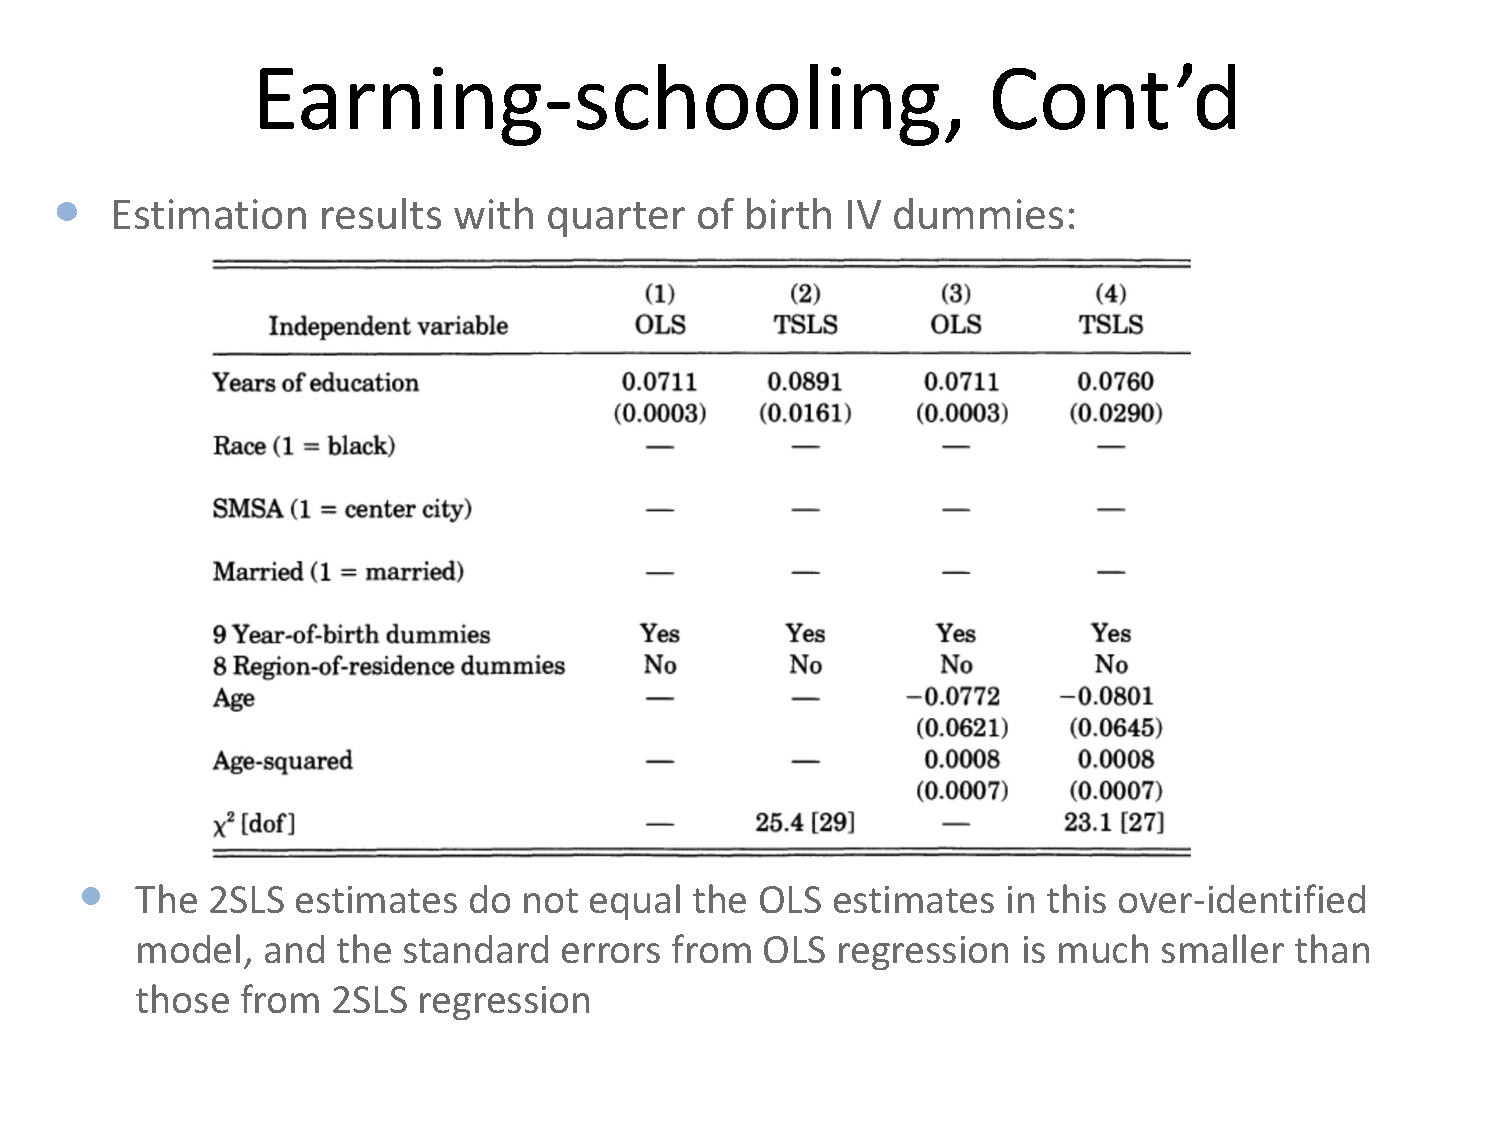 Earning-schooling, Cont’d
• Estimation results with quarter of birth IV dummies:
(1) (2) (3) (4)
Independent variable OLS TSLS OLS TSLS
Years of education 0.0711 0.0891 0.0711 0.0760
(0.0003) (0.0161) (0.0003) (0.0290)
Race (1 = black) — — — —
SMSA (1 = center city) — — — —
Married (1 = married) — — — —
9 Year-of-birth dummies Yes Yes Yes Yes
8 Region-of-residence dummies No No No No
Age — — −0.0772 −0.0801
(0.0621) (0.0645)
Age-squared — — 0.0008 0.0008
(0.0007) (0.0007)
χ² [dof] — 25.4 [29] — 23.1 [27]
• The 2SLS estimates do not equal the OLS estimates in this over-identified
model, and the standard errors from OLS regression is much smaller than
those from 2SLS regression